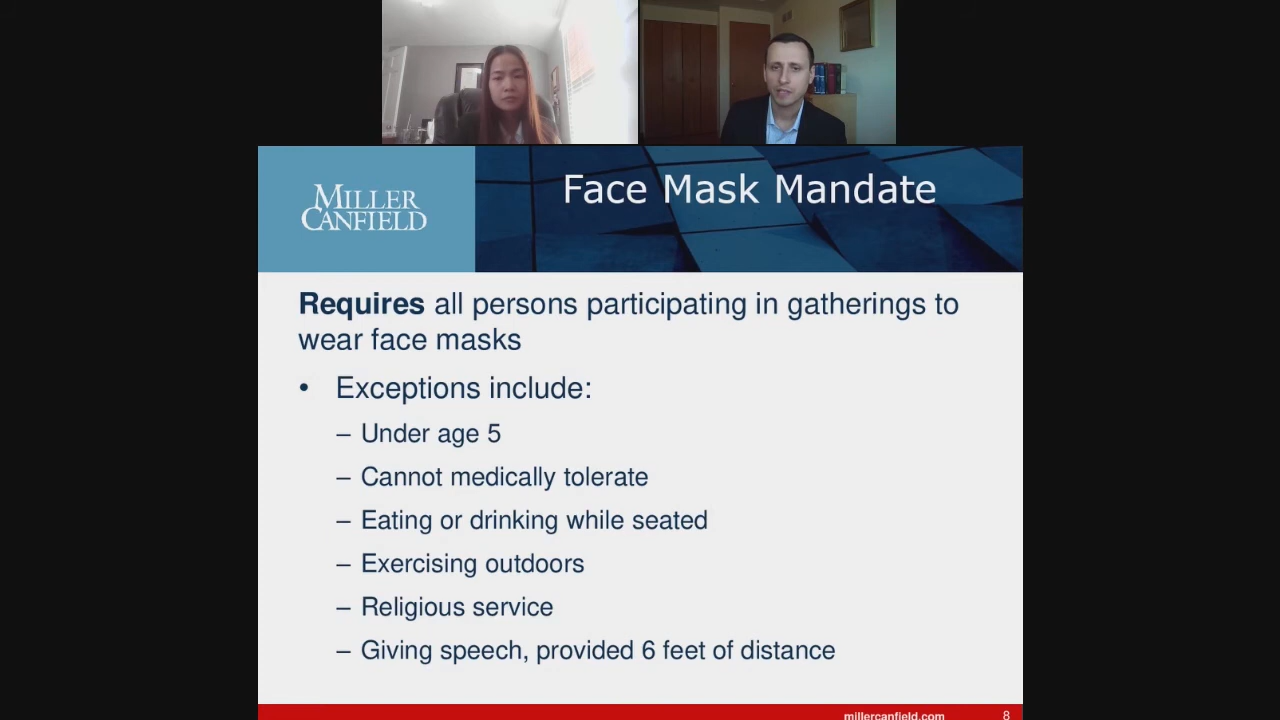 MILLER
CANFIELD
Face Mask Mandate
Requires all persons participating in gatherings to
wear face masks
• Exceptions include:
– Under age 5
– Cannot medically tolerate
– Eating or drinking while seated
– Exercising outdoors
– Religious service
– Giving speech, provided 6 feet of distance
millercanfield.com
8